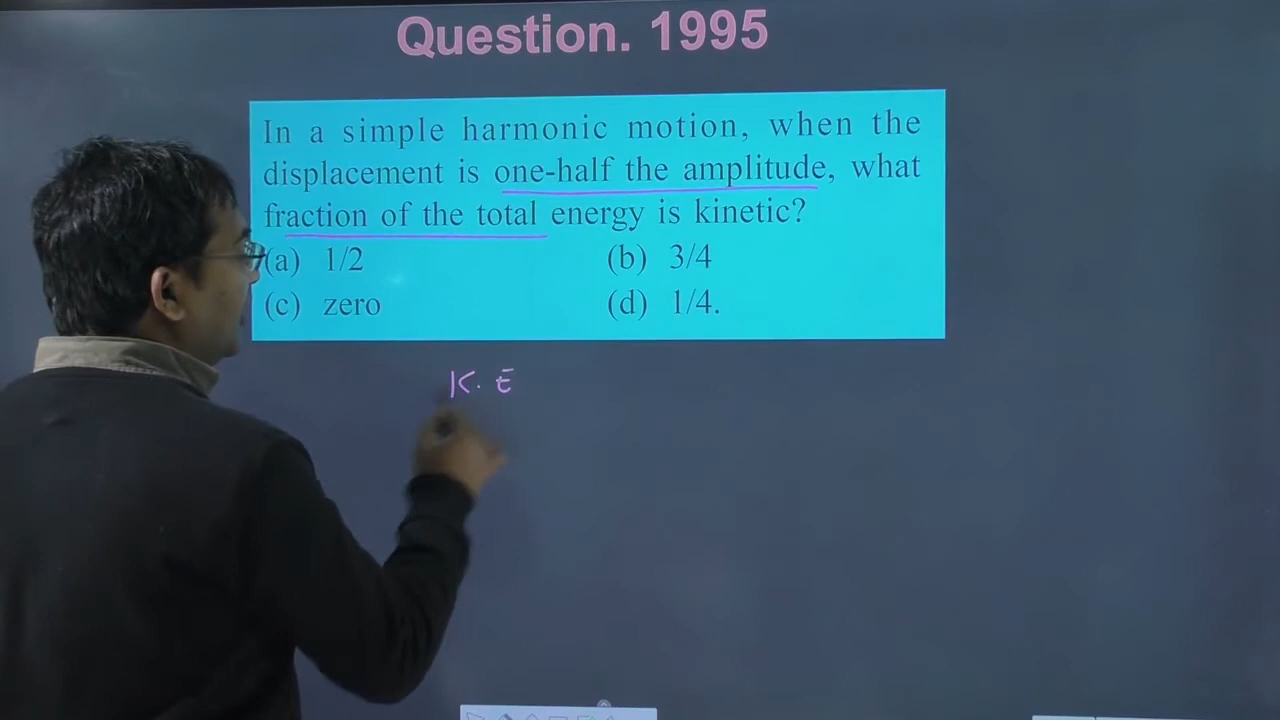 Question. 1995
In a simple harmonic motion, when the
displacement is one-half the amplitude, what
fraction of the total energy is kinetic?
(a) 1/2 (b) 3/4
(c) zero (d) 1/4.
K. E